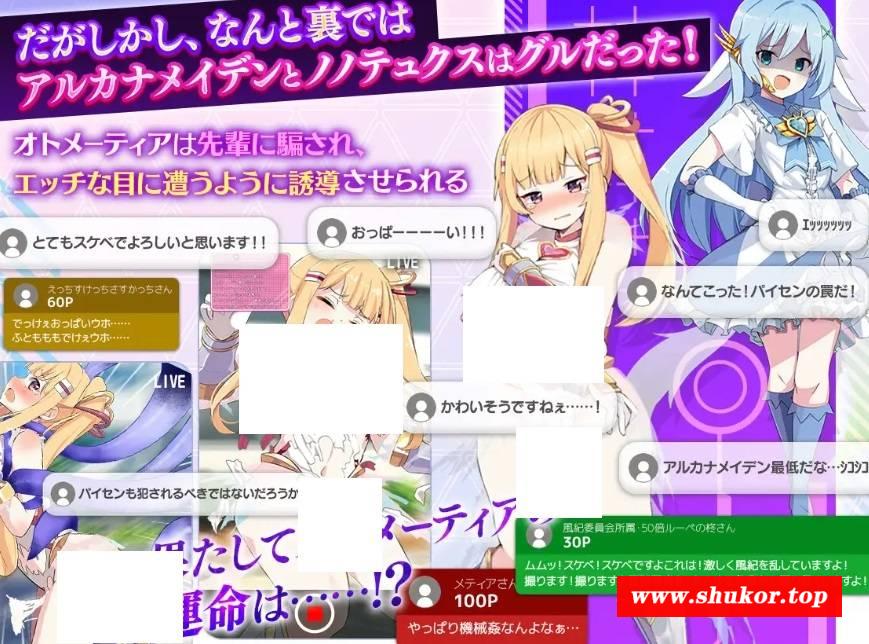 だがしかし、なんと裏では
アルカナメイデンとノノテュクスはグルだった!
オトメーティアは先輩に騙され、
エッチな目に遭うように誘導させられる
とてもスケベでよろしいと思います!!
おっぱーーーーい!!!
LIVE
Iッッッッッッ
えっちすけっちさすかっちさん
60P
でっけぇおっぱいウホ……
ふともももでけぇウホ……
なんてこった!パイセンの罠だ!
LIVE
かわいそうですねぇ……!
アルカナメイデン最低だな…ｼｺｼｺ
パイセンも犯されるべきではないだろうか
メーティアの
たして
運命は……!?
風紀委員会所属・50倍ルーペの柊さん
30P
ムムッ!スケベ!スケベですよこれは!激しく風紀を乱していますよ!
撮ります!撮ります
すよ!
メティアさん
100P
やっぱり機械姦なんよなぁ…
www.shukor.top